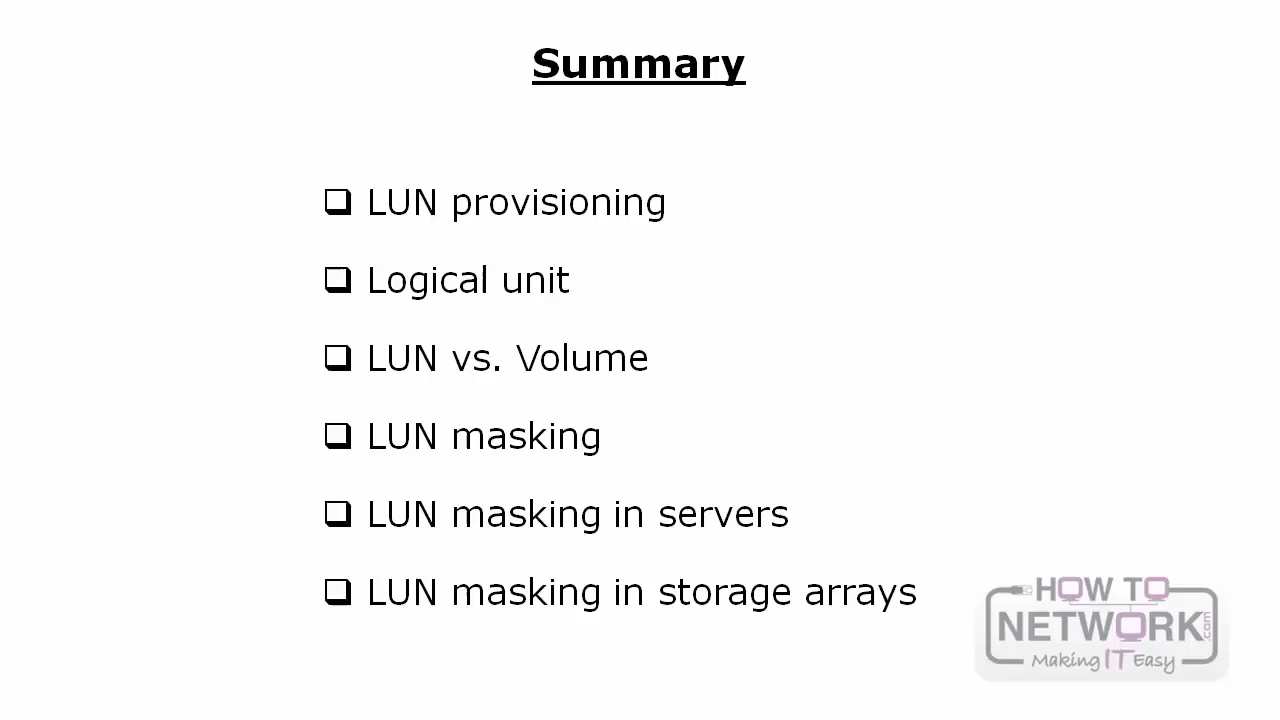 Summary
LUN provisioning
Logical unit
LUN vs. Volume
LUN masking
LUN masking in servers
LUN masking in storage arrays
HOW TO
NETWORK.com
Making IT Easy